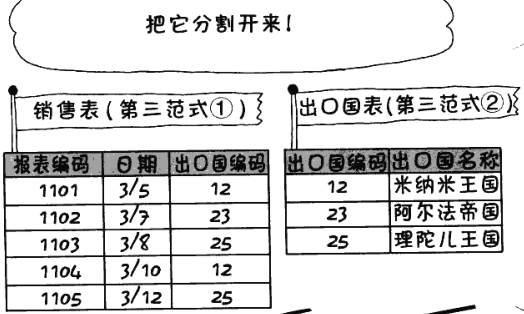 把它分割开来!
销售表(第三范式①)
报表编码 日期 出口国编码
1101 3/5 12
1102 3/7 23
1103 3/8 25
1104 3/10 12
1105 3/12 25
出口国表(第三范式②)
出口国编码 出口国名称
12 米纳米王国
23 阿尔法帝国
25 理陀儿王国